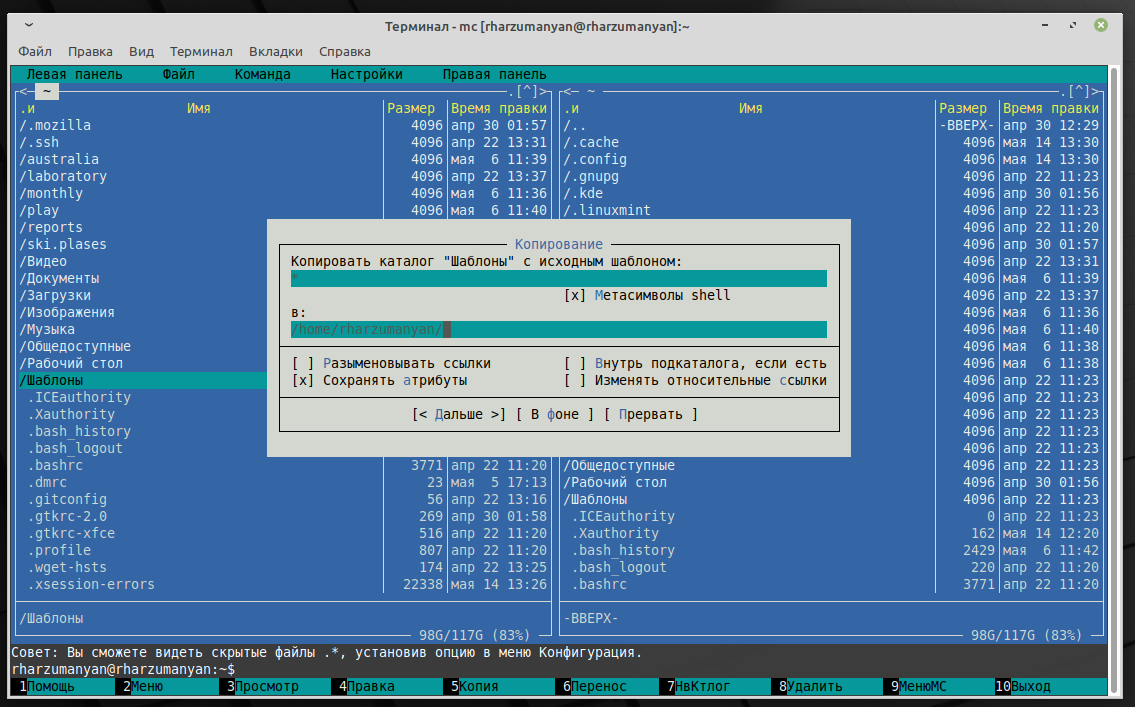 Терминал - mc [rharzumanyan@rharzumanyan]:~
Файл Правка Вид Терминал Вкладки Справка
Левая панель Файл Команда Настройки Правая панель
<─ ~ .[^]> <─ ~ .[^]>
.и Имя Размер Время правки .и Имя Размер Время правки
/.mozilla 4096 апр 30 01:57 /.. -ВВЕРХ- апр 30 12:29
/.ssh 4096 апр 22 13:31 /.cache 4096 мая 14 13:30
/australia 4096 мая 6 11:39 /.config 4096 мая 14 13:30
/laboratory 4096 апр 22 13:37 /.gnupg 4096 апр 22 11:23
/monthly 4096 мая 6 11:36 /.kde 4096 апр 30 01:56
/play 4096 мая 6 11:40 /.linuxmint 4096 апр 22 11:23
/reports 4096 апр 22 11:20
/ski.plases Копирование 4096 апр 30 01:57
/Видео Копировать каталог "Шаблоны" с исходным шаблоном: 4096 апр 22 13:31
/Документы * 4096 мая 6 11:39
/Загрузки [x] Метасимволы shell 4096 апр 22 13:37
/Изображения в: 4096 мая 6 11:36
/Музыка /home/rharzumanyan/ 4096 мая 6 11:40
/Общедоступные 4096 мая 6 11:38
/Рабочий стол [ ] Разыменовывать ссылки [ ] Внутрь подкаталога, если есть 4096 мая 6 11:38
/Шаблоны [x] Сохранять атрибуты [ ] Изменять относительные ссылки 4096 апр 22 11:23
.ICEauthority 4096 апр 22 11:23
.Xauthority [< Дальше >] [ В фоне ] [ Прервать ] 4096 апр 22 11:23
.bash_history 4096 апр 22 11:23
.bash_logout 4096 апр 22 11:23
.bashrc 3771 апр 22 11:20 /Общедоступные 4096 апр 22 11:23
.dmrc 23 мая 5 17:13 /Рабочий стол 4096 апр 30 01:56
.gitconfig 56 апр 22 13:16 /Шаблоны 4096 апр 22 11:23
.gtkrc-2.0 269 апр 30 01:58 .ICEauthority 0 апр 22 11:23
.gtkrc-xfce 516 апр 22 11:20 .Xauthority 162 мая 14 12:20
.profile 807 апр 22 11:20 .bash_history 2429 мая 6 11:42
.wget-hsts 174 апр 22 13:25 .bash_logout 220 апр 22 11:20
.xsession-errors 22338 мая 14 13:26 .bashrc 3771 апр 22 11:20
/Шаблоны -ВВЕРХ-
98G/117G (83%) 98G/117G (83%)
Совет: Вы сможете видеть скрытые файлы .*, установив опцию в меню Конфигурация.
rharzumanyan@rharzumanyan:~$
1Помощь 2Меню 3Просмотр 4Правка 5Копия 6Перенос 7НвКтлог 8Удалить 9МенюМС 10Выход